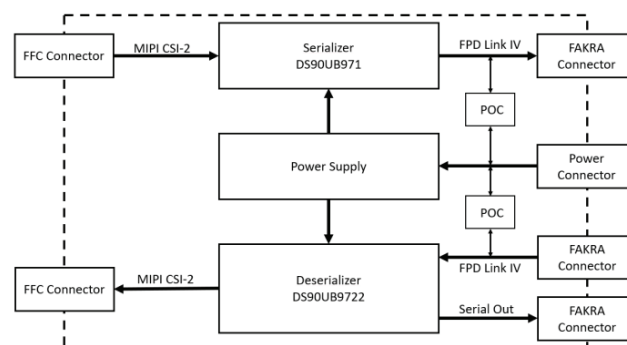 FFC Connector
MIPI CSI-2
Serializer
DS90UB971
FPD Link IV
FAKRA
Connector
POC
Power Supply
Power
Connector
POC
FFC Connector
MIPI CSI-2
Deserializer
DS90UB9722
FPD Link IV
FAKRA
Connector
Serial Out
FAKRA
Connector